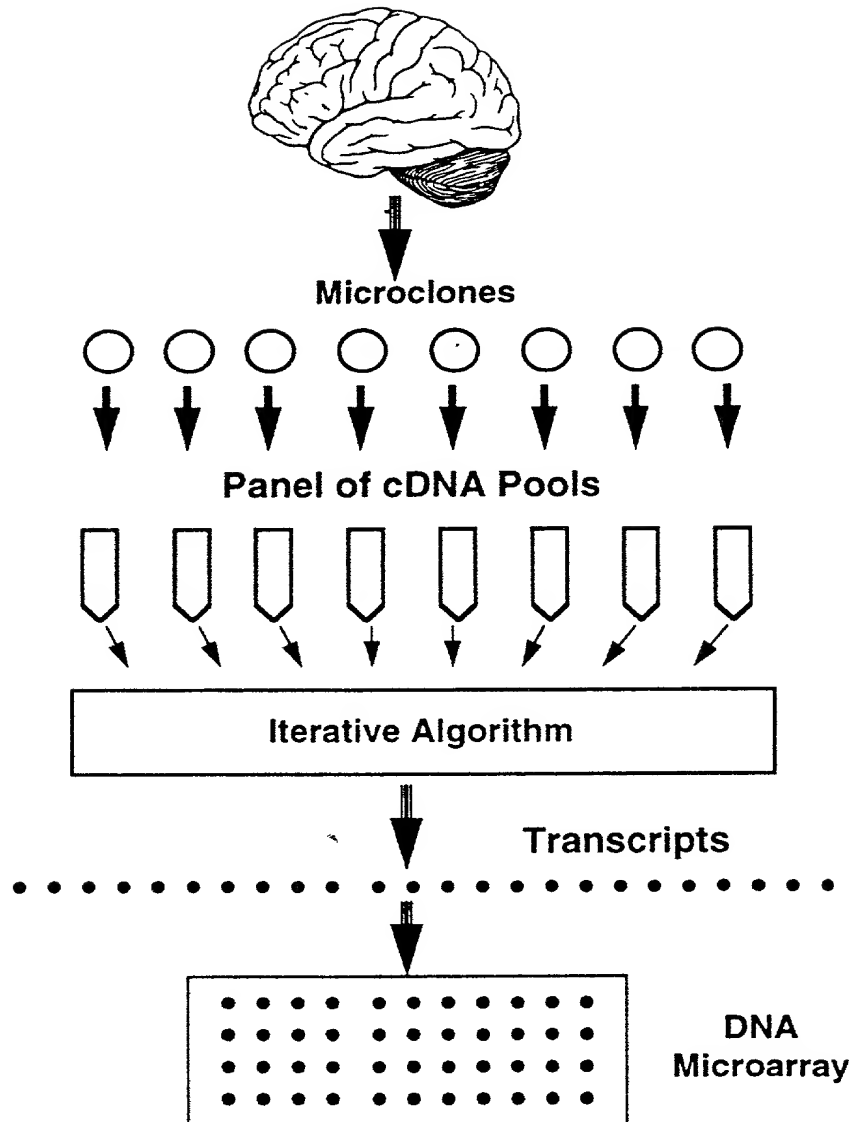 Microclones
Panel of cDNA Pools
Iterative Algorithm
Transcripts
DNA
Microarray